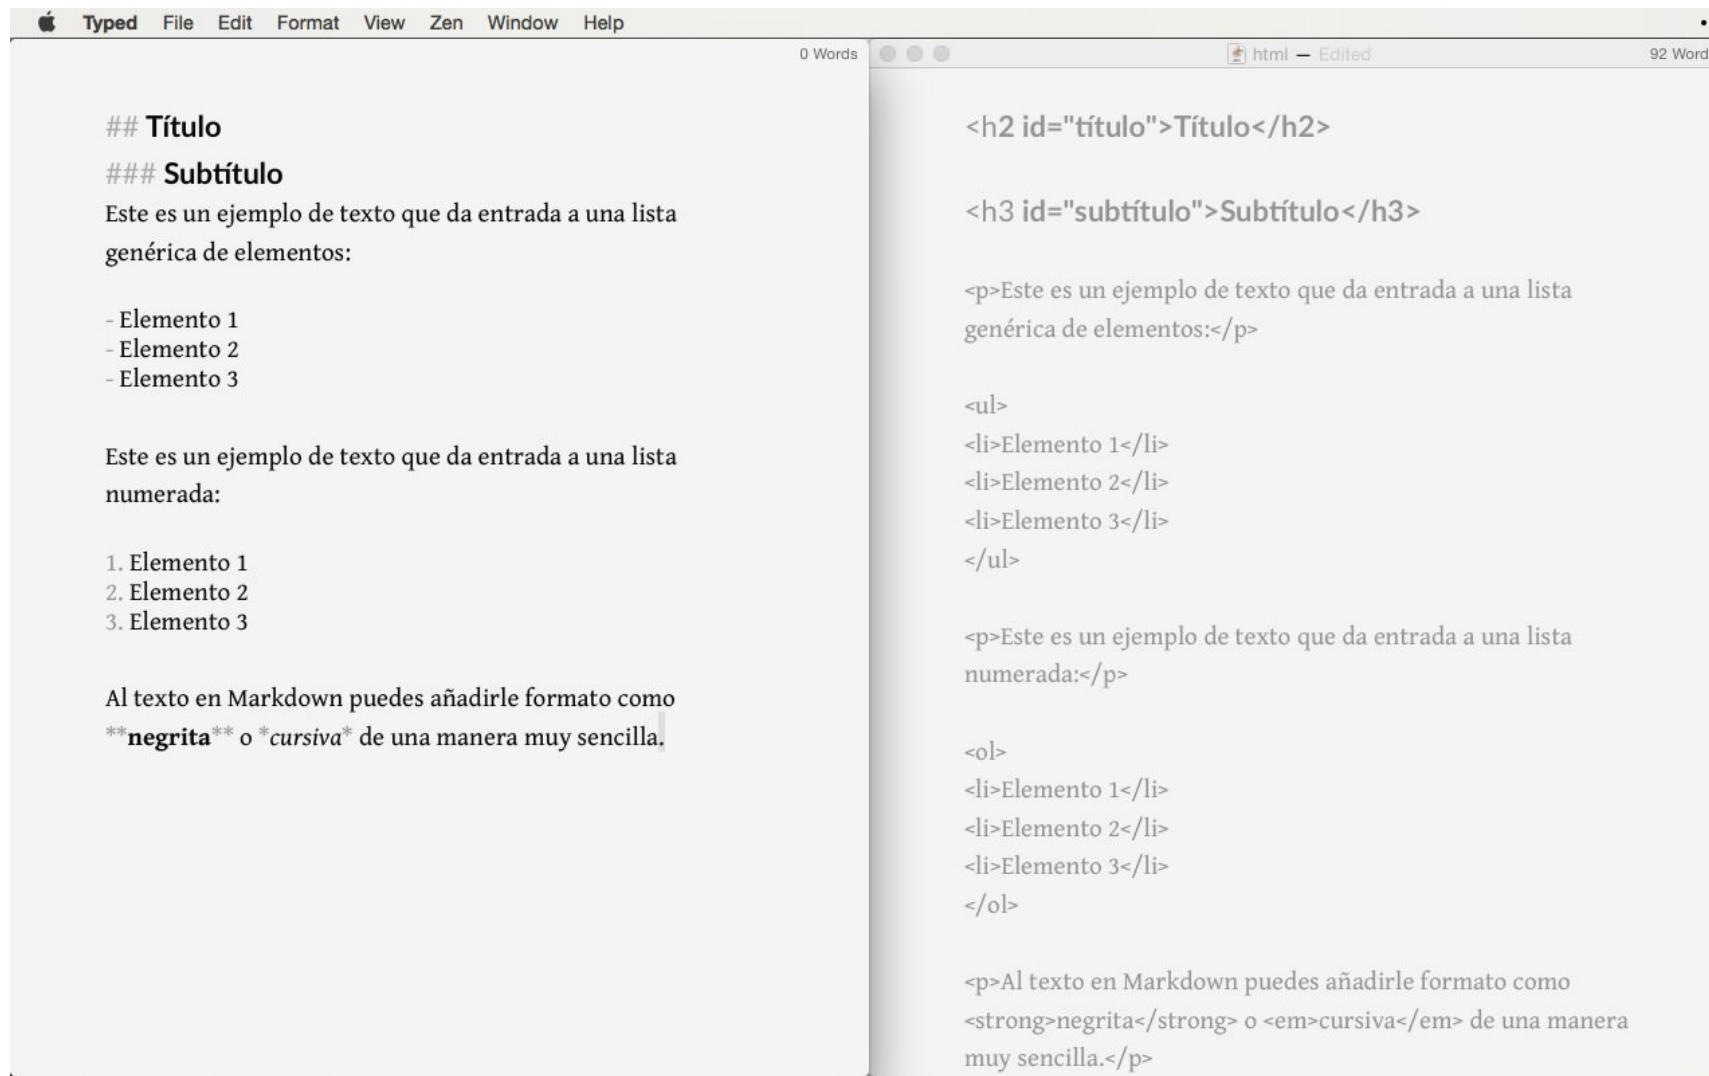 Typed File Edit Format View Zen Window Help
0 Words
## Título
### Subtítulo
Este es un ejemplo de texto que da entrada a una lista
genérica de elementos:
- Elemento 1
- Elemento 2
- Elemento 3
Este es un ejemplo de texto que da entrada a una lista
numerada:
1. Elemento 1
2. Elemento 2
3. Elemento 3
Al texto en Markdown puedes añadirle formato como
**negrita** o *cursiva* de una manera muy sencilla.
html — Edited
92 Word
<h2 id="título">Título</h2>
<h3 id="subtítulo">Subtítulo</h3>
<p>Este es un ejemplo de texto que da entrada a una lista
genérica de elementos:</p>
<ul>
<li>Elemento 1</li>
<li>Elemento 2</li>
<li>Elemento 3</li>
</ul>
<p>Este es un ejemplo de texto que da entrada a una lista
numerada:</p>
<ol>
<li>Elemento 1</li>
<li>Elemento 2</li>
<li>Elemento 3</li>
</ol>
<p>Al texto en Markdown puedes añadirle formato como
<strong>negrita</strong> o <em>cursiva</em> de una manera
muy sencilla.</p>